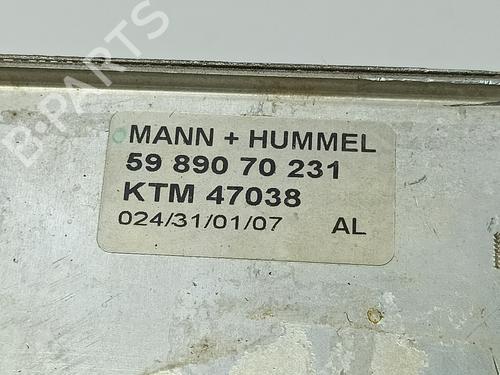 B-PARTS
MANN + HUMMEL
59 890 70 231
KTM 47038
024/31/01/07 AL